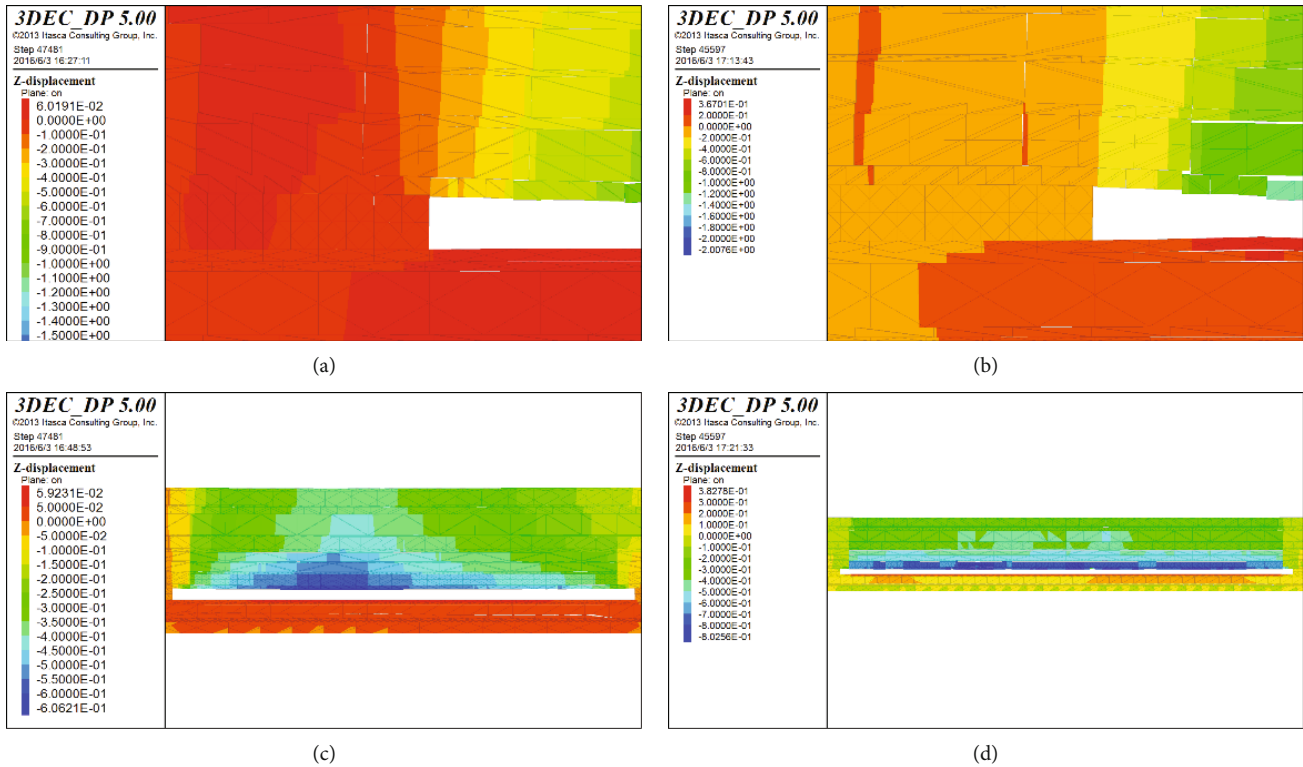 3DEC_DP 5.00
©2013 Itasca Consulting Group, Inc.
Step 47481
2016/6/3 16:27:11
Z-displacement
Plane: on
6.0191E-02
0.0000E+00
-1.0000E-01
-2.0000E-01
-3.0000E-01
-4.0000E-01
-5.0000E-01
-6.0000E-01
-7.0000E-01
-8.0000E-01
-9.0000E-01
-1.0000E+00
-1.1000E+00
-1.2000E+00
-1.3000E+00
-1.4000E+00
-1.5000E+00
(a)
3DEC_DP 5.00
©2013 Itasca Consulting Group, Inc.
Step 45597
2016/6/3 17:13:43
Z-displacement
Plane: on
3.6701E-01
2.0000E-01
0.0000E+00
-2.0000E-01
-4.0000E-01
-6.0000E-01
-8.0000E-01
-1.0000E+00
-1.2000E+00
-1.4000E+00
-1.6000E+00
-1.8000E+00
-2.0000E+00
-2.0076E+00
(b)
3DEC_DP 5.00
©2013 Itasca Consulting Group, Inc.
Step 47481
2016/6/3 16:48:53
Z-displacement
Plane: on
5.9231E-02
5.0000E-02
0.0000E+00
-5.0000E-02
-1.0000E-01
-1.5000E-01
-2.0000E-01
-2.5000E-01
-3.0000E-01
-3.5000E-01
-4.0000E-01
-4.5000E-01
-5.0000E-01
-5.5000E-01
-6.0000E-01
-6.0621E-01
(c)
3DEC_DP 5.00
©2013 Itasca Consulting Group, Inc.
Step 45597
2016/6/3 17:21:33
Z-displacement
Plane: on
3.8278E-01
3.0000E-01
2.0000E-01
1.0000E-01
0.0000E+00
-1.0000E-01
-2.0000E-01
-3.0000E-01
-4.0000E-01
-5.0000E-01
-6.0000E-01
-7.0000E-01
-8.0000E-01
-8.0256E-01
(d)